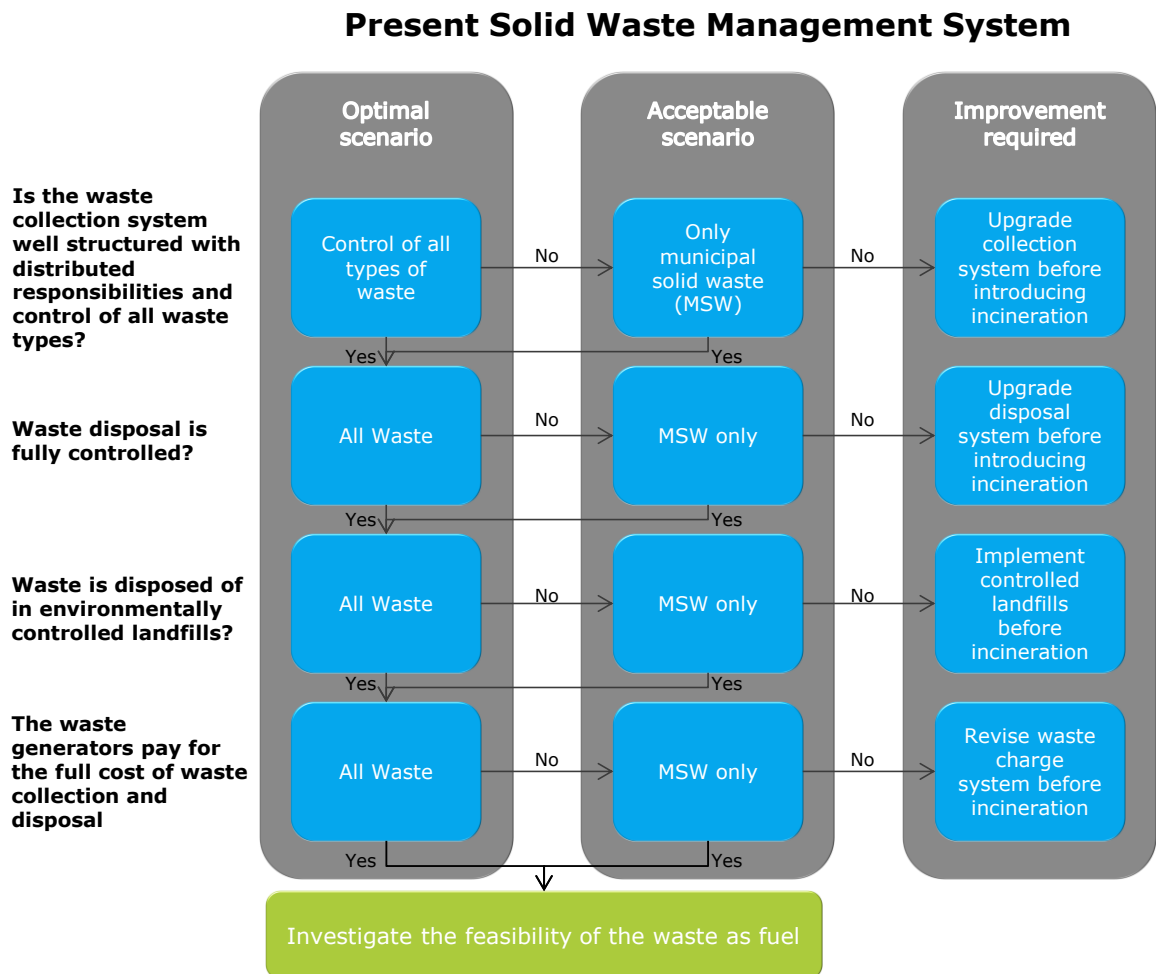 Present Solid Waste Management System
Optimal
scenario
Acceptable
scenario
Improvement
required
Is the waste
collection system
well structured with
distributed
responsibilities and
control of all waste
types?
Control of all
types of
waste
No
Only
municipal
solid waste
(MSW)
No
Upgrade
collection
system before
introducing
incineration
Yes
Yes
Waste disposal is
fully controlled?
All Waste
No
MSW only
No
Upgrade
disposal
system before
introducing
incineration
Yes
Yes
Waste is disposed of
in environmentally
controlled landfills?
All Waste
No
MSW only
No
Implement
controlled
landfills
before
incineration
Yes
Yes
The waste
generators pay for
the full cost of waste
collection and
disposal
All Waste
No
MSW only
No
Revise waste
charge
system before
incineration
Yes
Yes
Investigate the feasibility of the waste as fuel